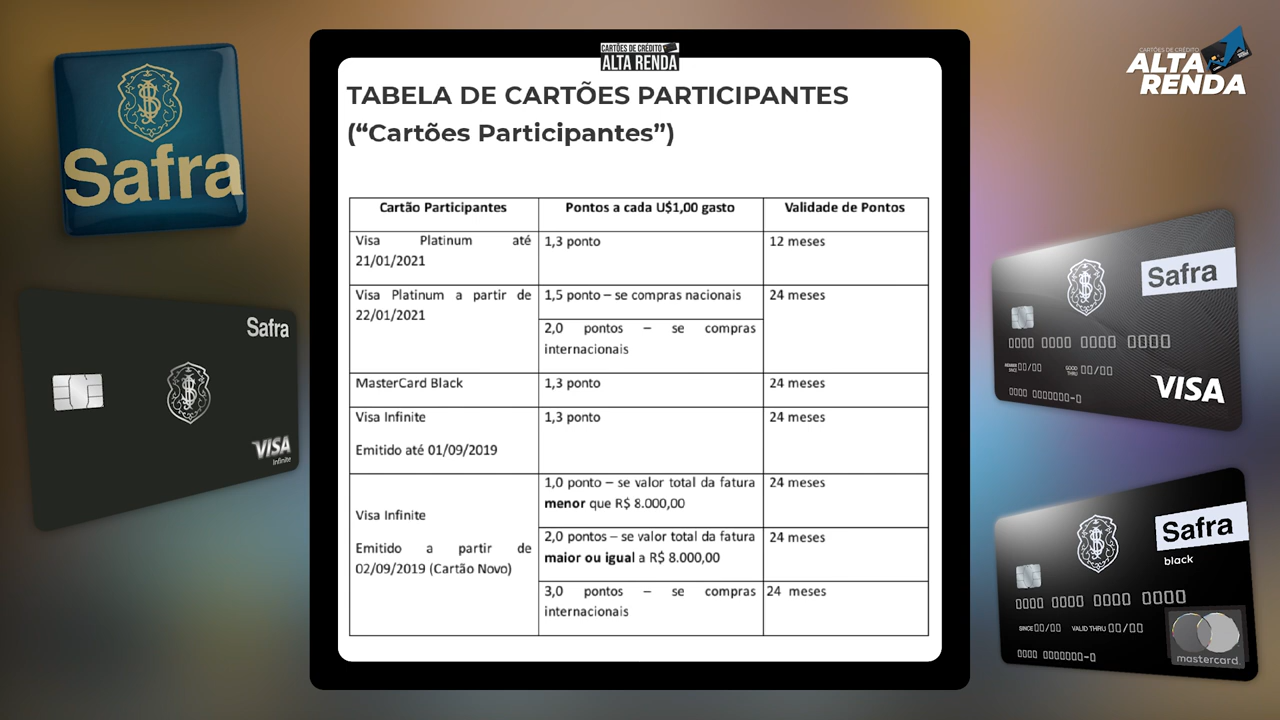 CARTÕES DE CRÉDITO
ALTA RENDA
CARTÕES DE CRÉDITO
ALTA
RENDA
Safra
TABELA DE CARTÕES PARTICIPANTES
(“Cartões Participantes”)
Cartão Participantes
Pontos a cada U$1,00 gasto
Validade de Pontos
Visa Platinum até
21/01/2021
1,3 ponto
12 meses
Visa Platinum a partir de
22/01/2021
1,5 ponto – se compras nacionais
2,0 pontos – se compras
internacionais
24 meses
MasterCard Black
1,3 ponto
24 meses
Visa Infinite
Emitido até 01/09/2019
1,3 ponto
24 meses
Visa Infinite
Emitido a partir de
02/09/2019 (Cartão Novo)
1,0 ponto – se valor total da fatura
menor que R$ 8.000,00
24 meses
2,0 pontos – se valor total da fatura
maior ou igual a R$ 8.000,00
24 meses
3,0 pontos – se compras
internacionais
24 meses
Safra
VISA
Infinite
Safra
0000 0000 0000 0000
MEMBER SINCE 00/00 GOOD THRU 00/00
0000 0000000-0
VISA
Safra
black
0000 0000 0000 0000
SINCE 00/00 VALID THRU 00/00
0000 0000000-0
mastercard.